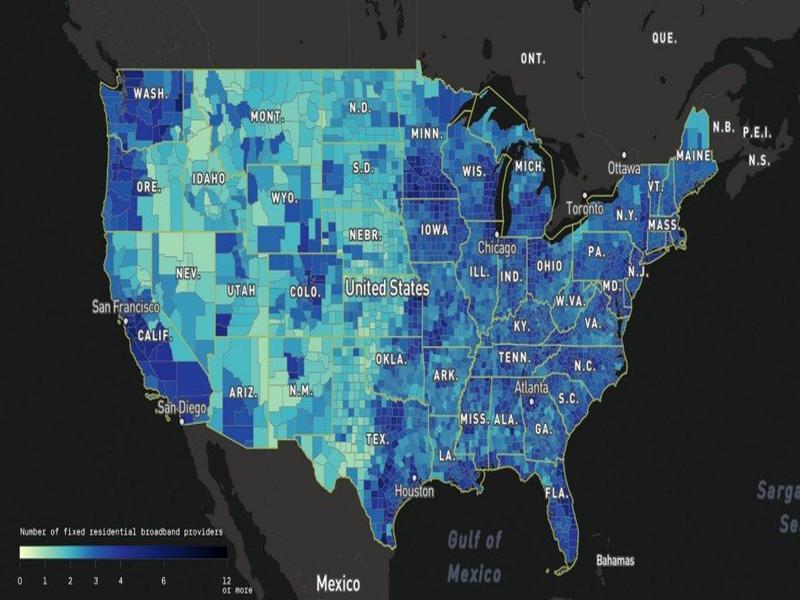 QUE.
ONT.
WASH.
MONT.
N.D.
MINN.
N.B.
P.E.I.
MAINE
N.S.
ORE.
IDAHO
S.D.
WIS.
MICH.
Ottawa
VT.
WYO.
Toronto
N.Y.
MASS.
NEBR.
IOWA
Chicago
PA.
NEV.
UTAH
COLO.
United States
ILL.
IND.
OHIO
N.J.
MD.
W.VA.
San Francisco
CALIF.
KY.
VA.
OKLA.
ARK.
TENN.
N.C.
San Diego
ARIZ.
N.M.
Atlanta
S.C.
MISS.
ALA.
GA.
TEX.
LA.
Houston
FLA.
Sarga
Se
Gulf of
Mexico
Bahamas
Mexico
Number of fixed residential broadband providers
0 1 2 3 4 6 12
or more